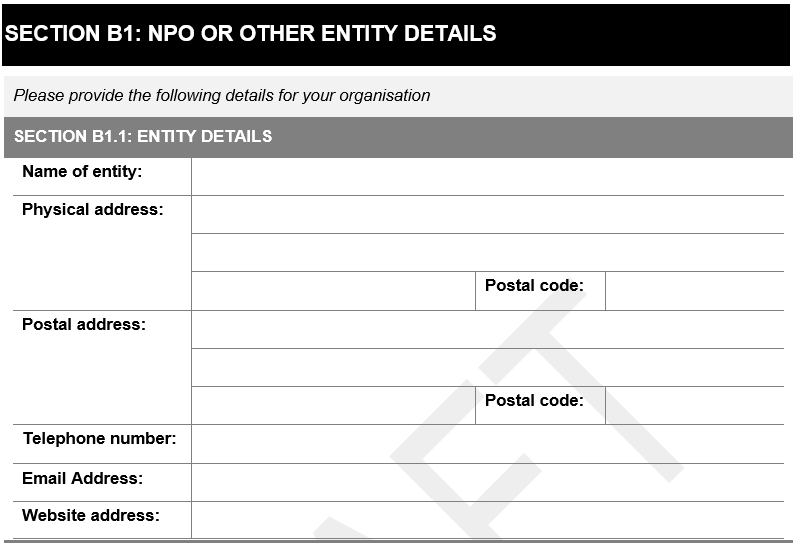 SECTION B1: NPO OR OTHER ENTITY DETAILS
Please provide the following details for your organisation
SECTION B1.1: ENTITY DETAILS
Name of entity:
Physical address:
Postal code:
Postal address:
Postal code:
Telephone number:
Email Address:
Website address:
AFT